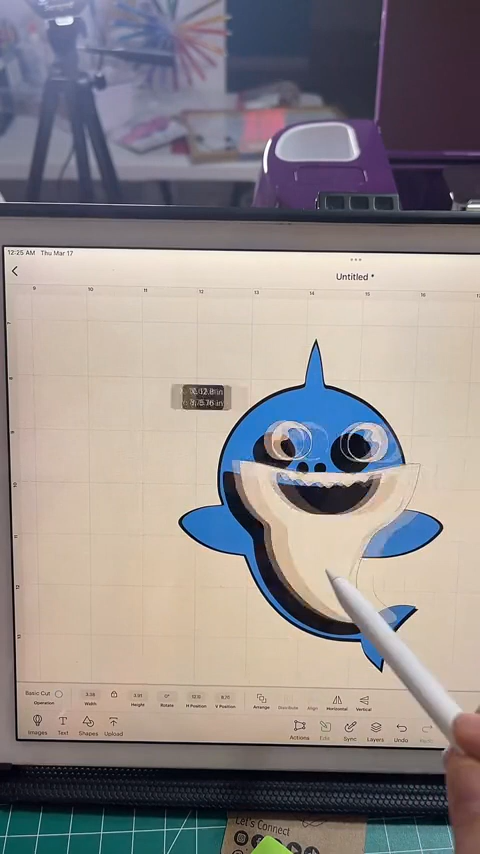 12:25 AM Thu Mar 17
Untitled *
9 10 11 12 13 14 15 16
Basic Cut
Operation
Width
Height
0°
Rotate
H Position
V Position
Arrange
Align
Horizontal
Vertical
Images
Text
Shapes
Upload
Actions
Edit
Sync
Layers
Undo
Let's Connect